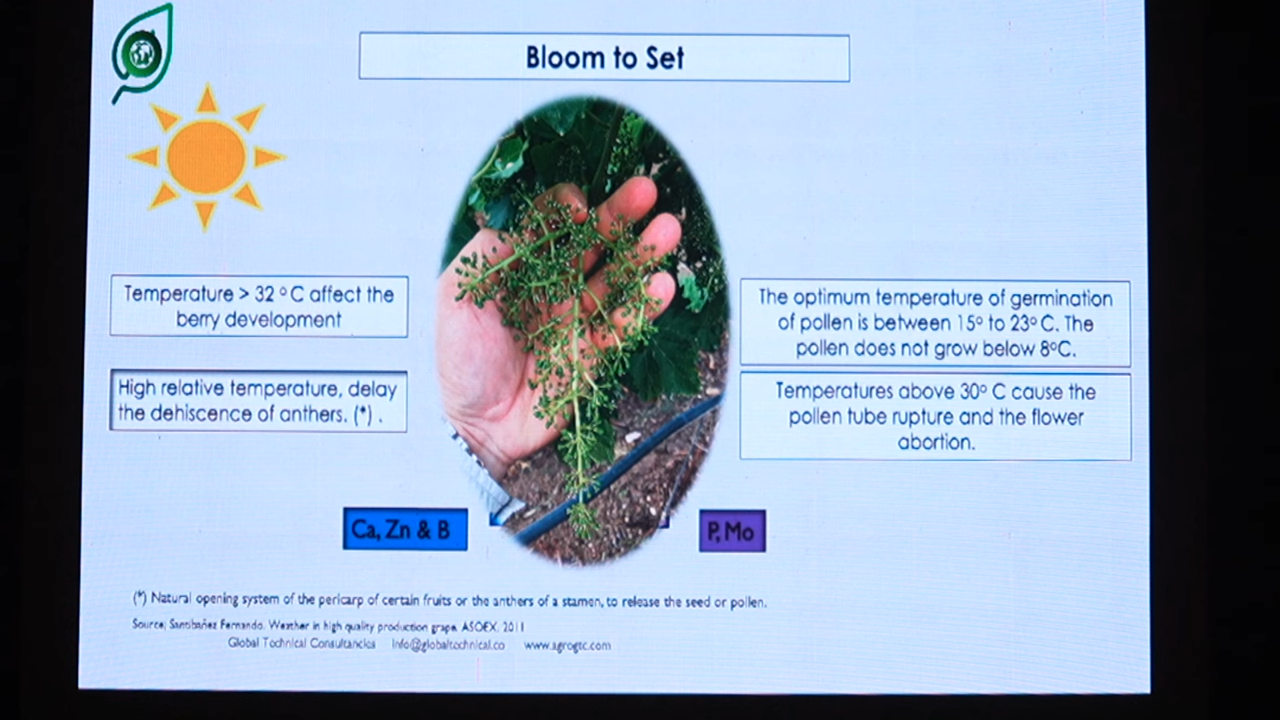 Bloom to Set
Temperature > 32 ºC affect the
berry development
High relative temperature, delay
the dehiscence of anthers. (*) .
The optimum temperature of germination
of pollen is between 15º to 23º C. The
pollen does not grow below 8ºC.
Temperatures above 30º C cause the
pollen tube rupture and the flower
abortion.
Ca, Zn & B
P, Mo
(*) Natural opening system of the pericarp of certain fruits or the anthers of a stamen, to release the seed or pollen.
Source; Santibañez Fernando. Weather in high quality production grape. ASOEX. 2011
Global Technical Consultancies info@globaltechnical.co www.agrogtc.com